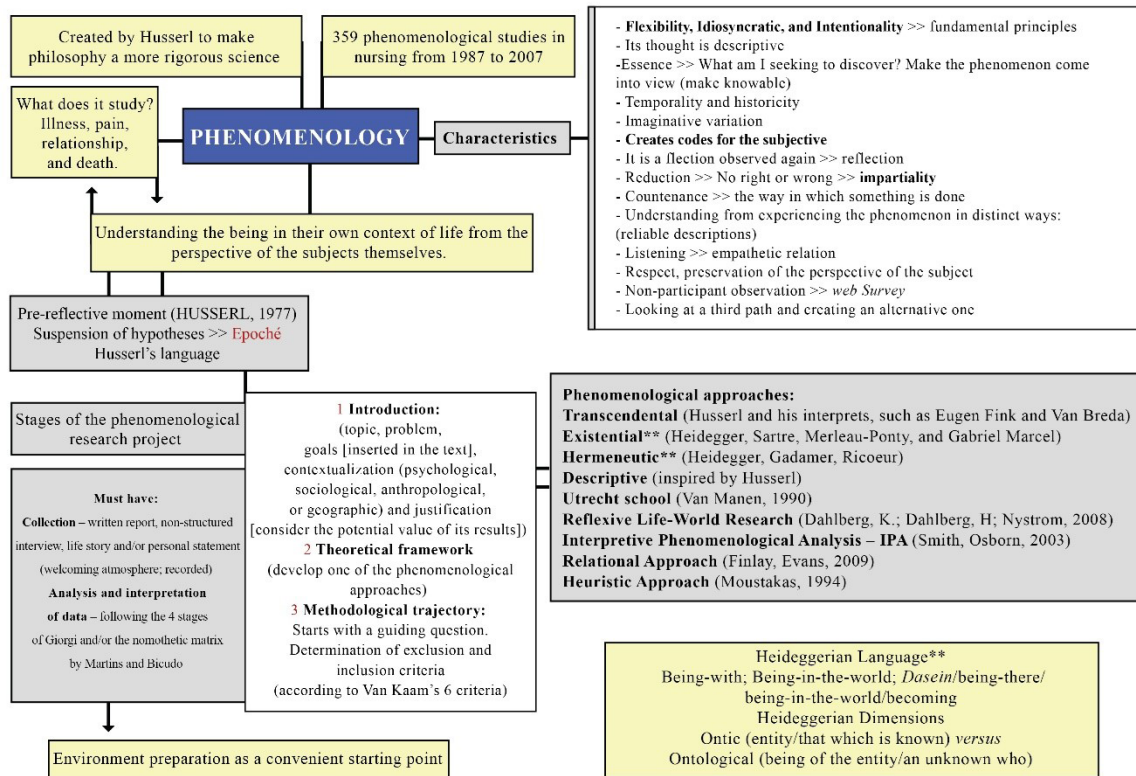 Created by Husserl to make
philosophy a more rigorous science
359 phenomenological studies in
nursing from 1987 to 2007
What does it study?
Illness, pain,
relationship,
and death.
PHENOMENOLOGY
Characteristics
- Flexibility, Idiosyncratic, and Intentionality >> fundamental principles
- Its thought is descriptive
-Essence >> What am I seeking to discover? Make the phenomenon come
into view (make knowable)
- Temporality and historicity
- Imaginative variation
- Creates codes for the subjective
- It is a flection observed again >> reflection
- Reduction >> No right or wrong >> impartiality
- Countenance >> the way in which something is done
- Understanding from experiencing the phenomenon in distinct ways:
(reliable descriptions)
- Listening >> empathetic relation
- Respect, preservation of the perspective of the subject
- Non-participant observation >> web Survey
- Looking at a third path and creating an alternative one
Understanding the being in their own context of life from the
perspective of the subjects themselves.
Pre-reflective moment (HUSSERL, 1977)
Suspension of hypotheses >> Epoché
Husserl's language
Stages of the phenomenological
research project
Must have:
Collection – written report, non-structured
interview, life story and/or personal statement
(welcoming atmosphere; recorded)
Analysis and interpretation
of data – following the 4 stages
of Giorgi and/or the nomothetic matrix
by Martins and Bicudo
1 Introduction:
(topic, problem,
goals [inserted in the text],
contextualization (psychological,
sociological, anthropological,
or geographic) and justification
[consider the potential value of its results])
2 Theoretical framework
(develop one of the phenomenological
approaches)
3 Methodological trajectory:
Starts with a guiding question.
Determination of exclusion and
inclusion criteria
(according to Van Kaam's 6 criteria)
Phenomenological approaches:
Transcendental (Husserl and his interprets, such as Eugen Fink and Van Breda)
Existential** (Heidegger, Sartre, Merleau-Ponty, and Gabriel Marcel)
Hermeneutic** (Heidegger, Gadamer, Ricoeur)
Descriptive (inspired by Husserl)
Utrecht school (Van Manen, 1990)
Reflexive Life-World Research (Dahlberg, K.; Dahlberg, H; Nystrom, 2008)
Interpretive Phenomenological Analysis – IPA (Smith, Osborn, 2003)
Relational Approach (Finlay, Evans, 2009)
Heuristic Approach (Moustakas, 1994)
Environment preparation as a convenient starting point
Heideggerian Language**
Being-with; Being-in-the-world; Dasein/being-there/
being-in-the-world/becoming
Heideggerian Dimensions
Ontic (entity/that which is known) versus
Ontological (being of the entity/an unknown who)